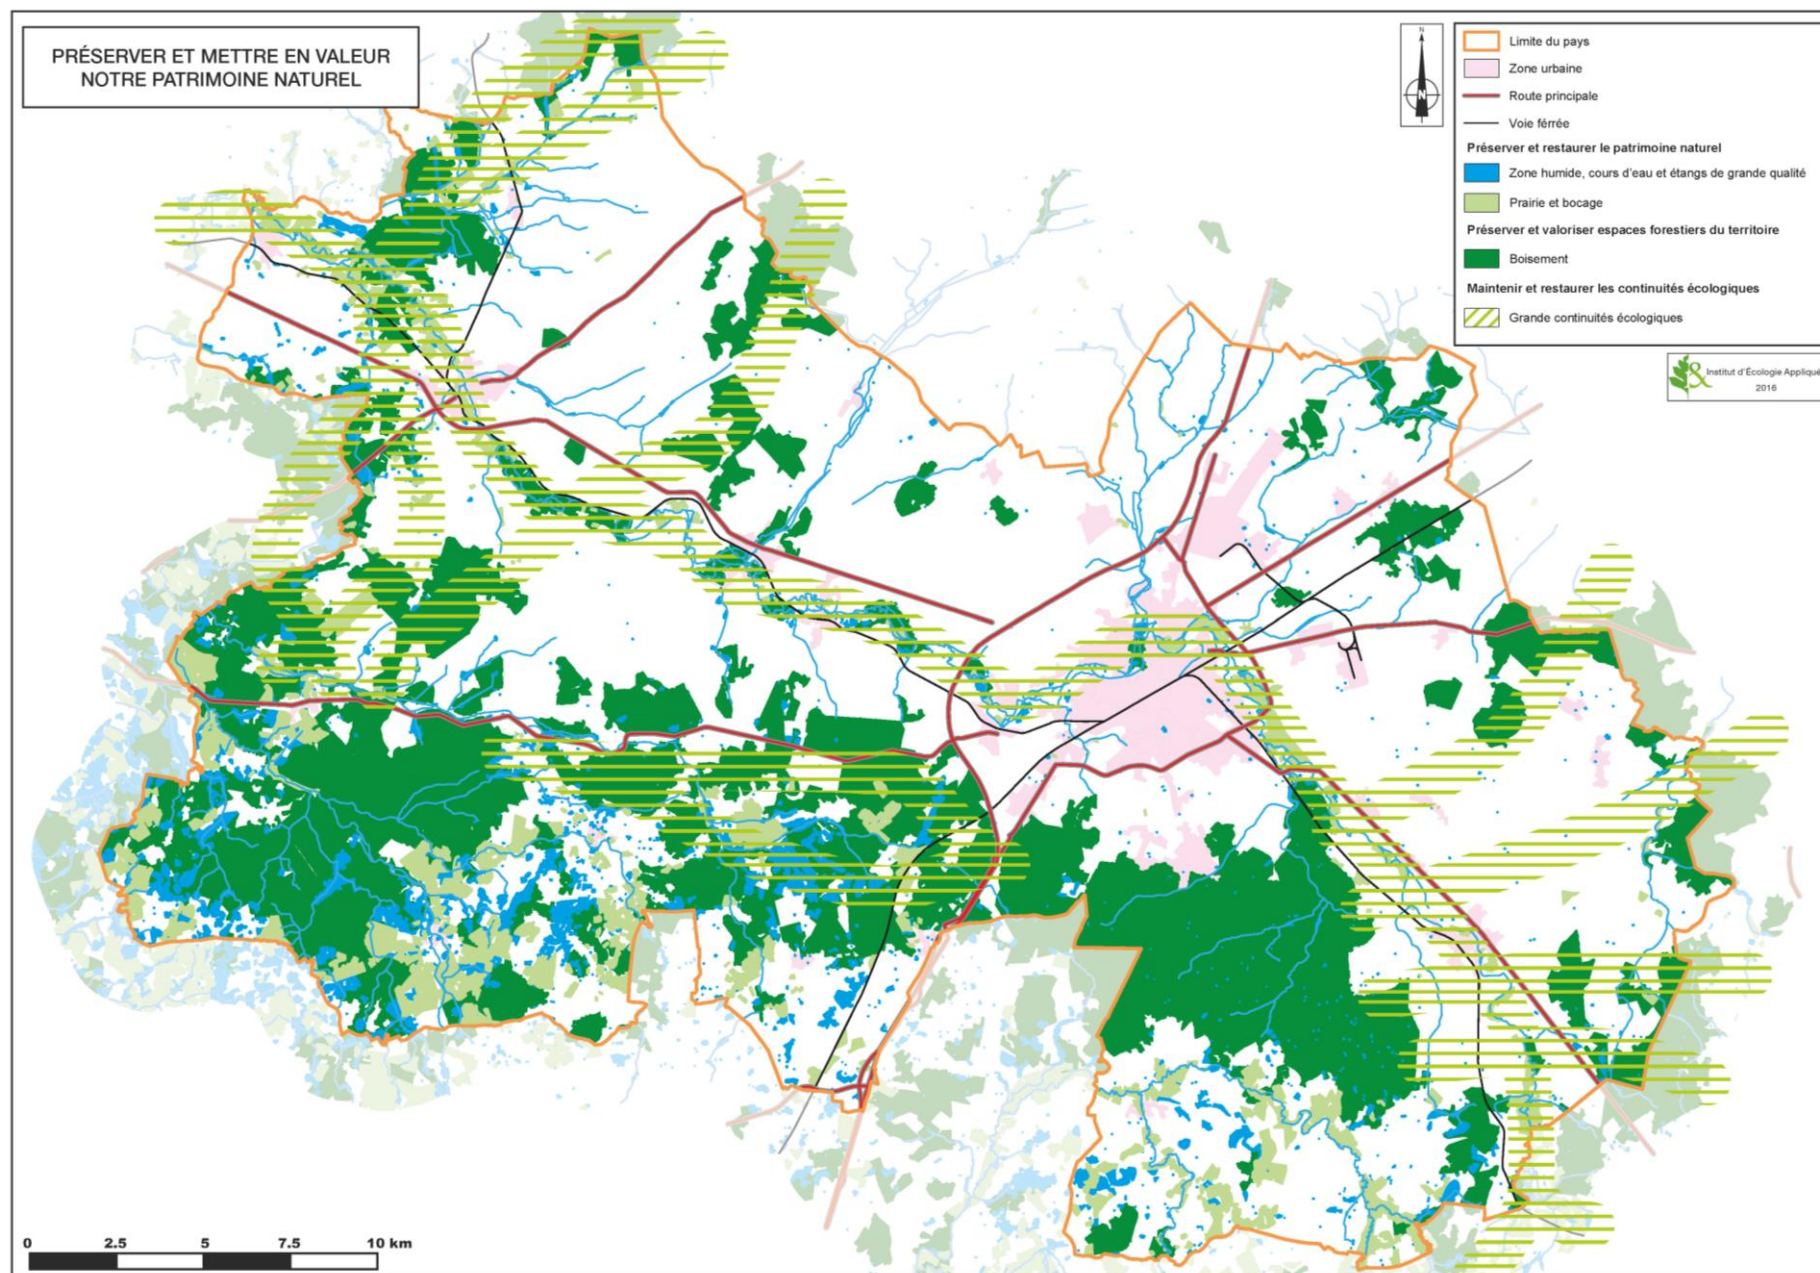 PRÉSERVER ET METTRE EN VALEUR
NOTRE PATRIMOINE NATUREL
N
N
Limite du pays
Zone urbaine
Route principale
Voie férrée
Préserver et restaurer le patrimoine naturel
Zone humide, cours d'eau et étangs de grande qualité
Prairie et bocage
Préserver et valoriser espaces forestiers du territoire
Boisement
Maintenir et restaurer les continuités écologiques
Grande continuités écologiques
& Institut d'Écologie Appliqué
2016
0 2.5 5 7.5 10 km